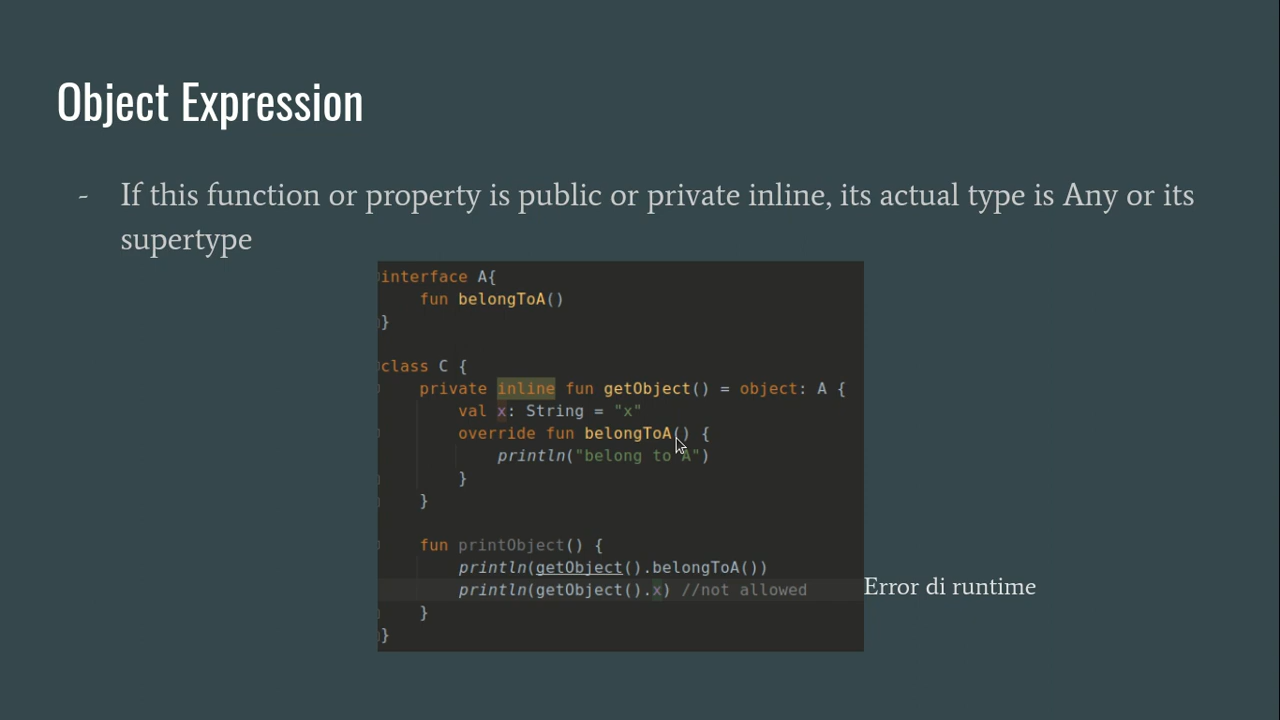 Object Expression
- If this function or property is public or private inline, its actual type is Any or its
supertype
interface A{
fun belongToA()
}
class C {
private inline fun getObject() = object: A {
val x: String = "x"
override fun belongToA() {
println("belong to A")
}
}
fun printObject() {
println(getObject().belongToA())
println(getObject().x) //not allowed
Error di runtime
}
}